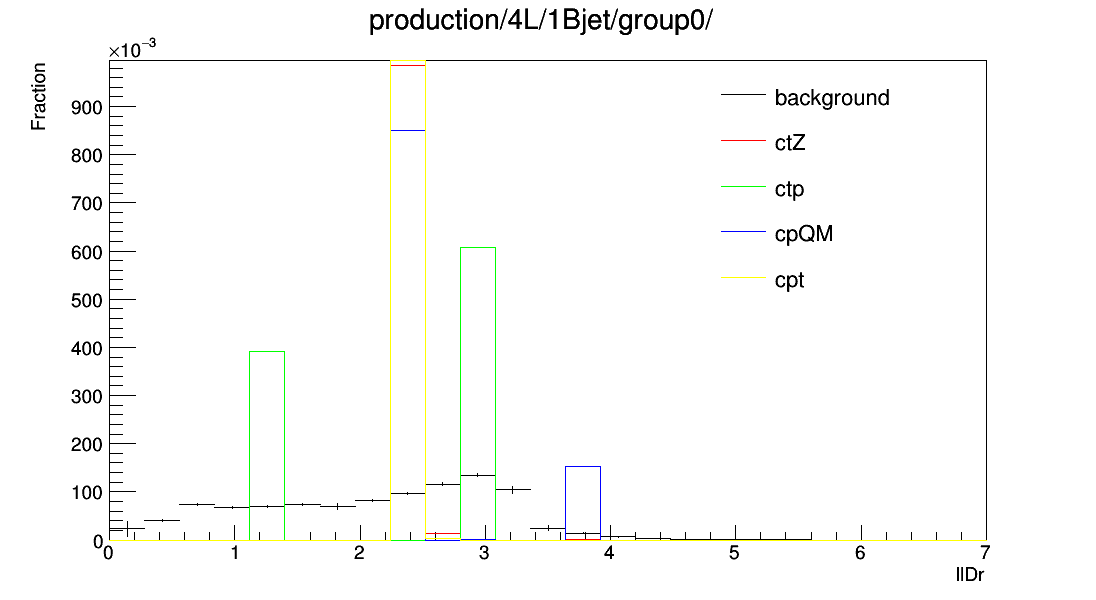 production/4L/1Bjet/group0/
×10⁻³
Fraction
900
800
700
600
500
400
300
200
100
0
0 1 2 3 4 5 6 7
llDr
background
ctZ
ctp
cpQM
cpt